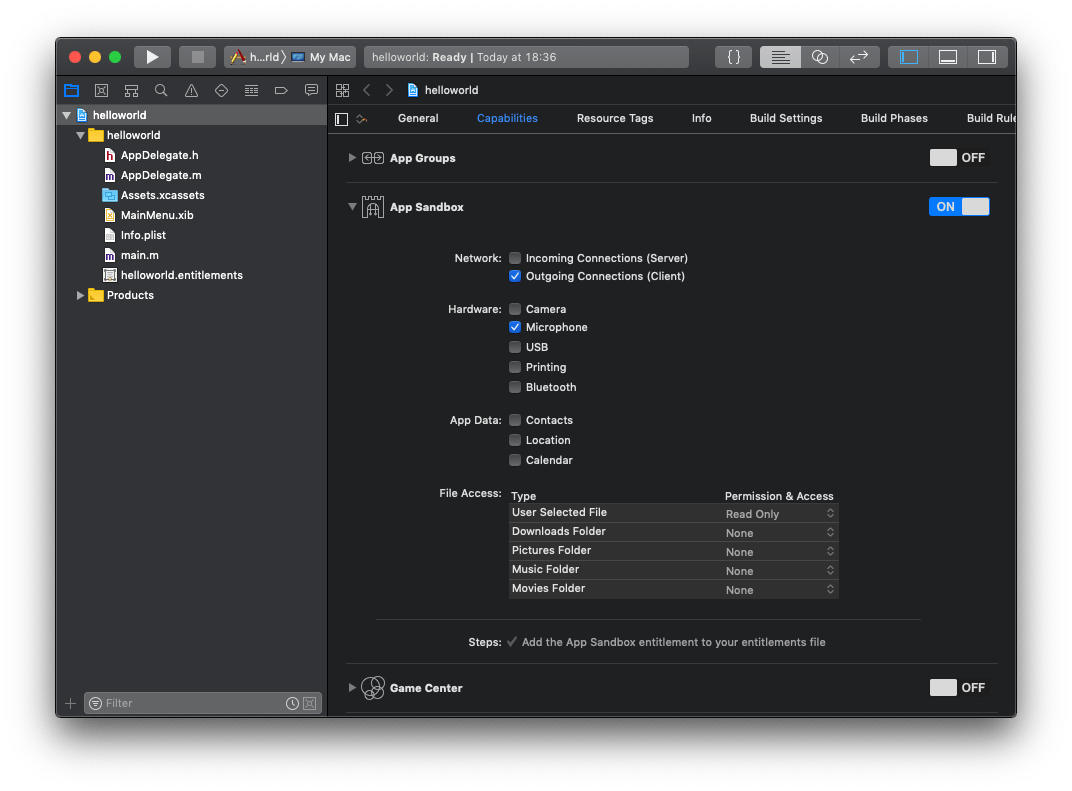 h...rld
My Mac
helloworld: Ready | Today at 18:36
{ }
helloworld
helloworld
AppDelegate.h
AppDelegate.m
Assets.xcassets
MainMenu.xib
Info.plist
main.m
helloworld.entitlements
Products
Filter
helloworld
General
Capabilities
Resource Tags
Info
Build Settings
Build Phases
Build Rule
App Groups
OFF
App Sandbox
ON
Network:
Incoming Connections (Server)
Outgoing Connections (Client)
Hardware:
Camera
Microphone
USB
Printing
Bluetooth
App Data:
Contacts
Location
Calendar
File Access:
Type Permission & Access
User Selected File Read Only
Downloads Folder None
Pictures Folder None
Music Folder None
Movies Folder None
Steps: Add the App Sandbox entitlement to your entitlements file
Game Center
OFF